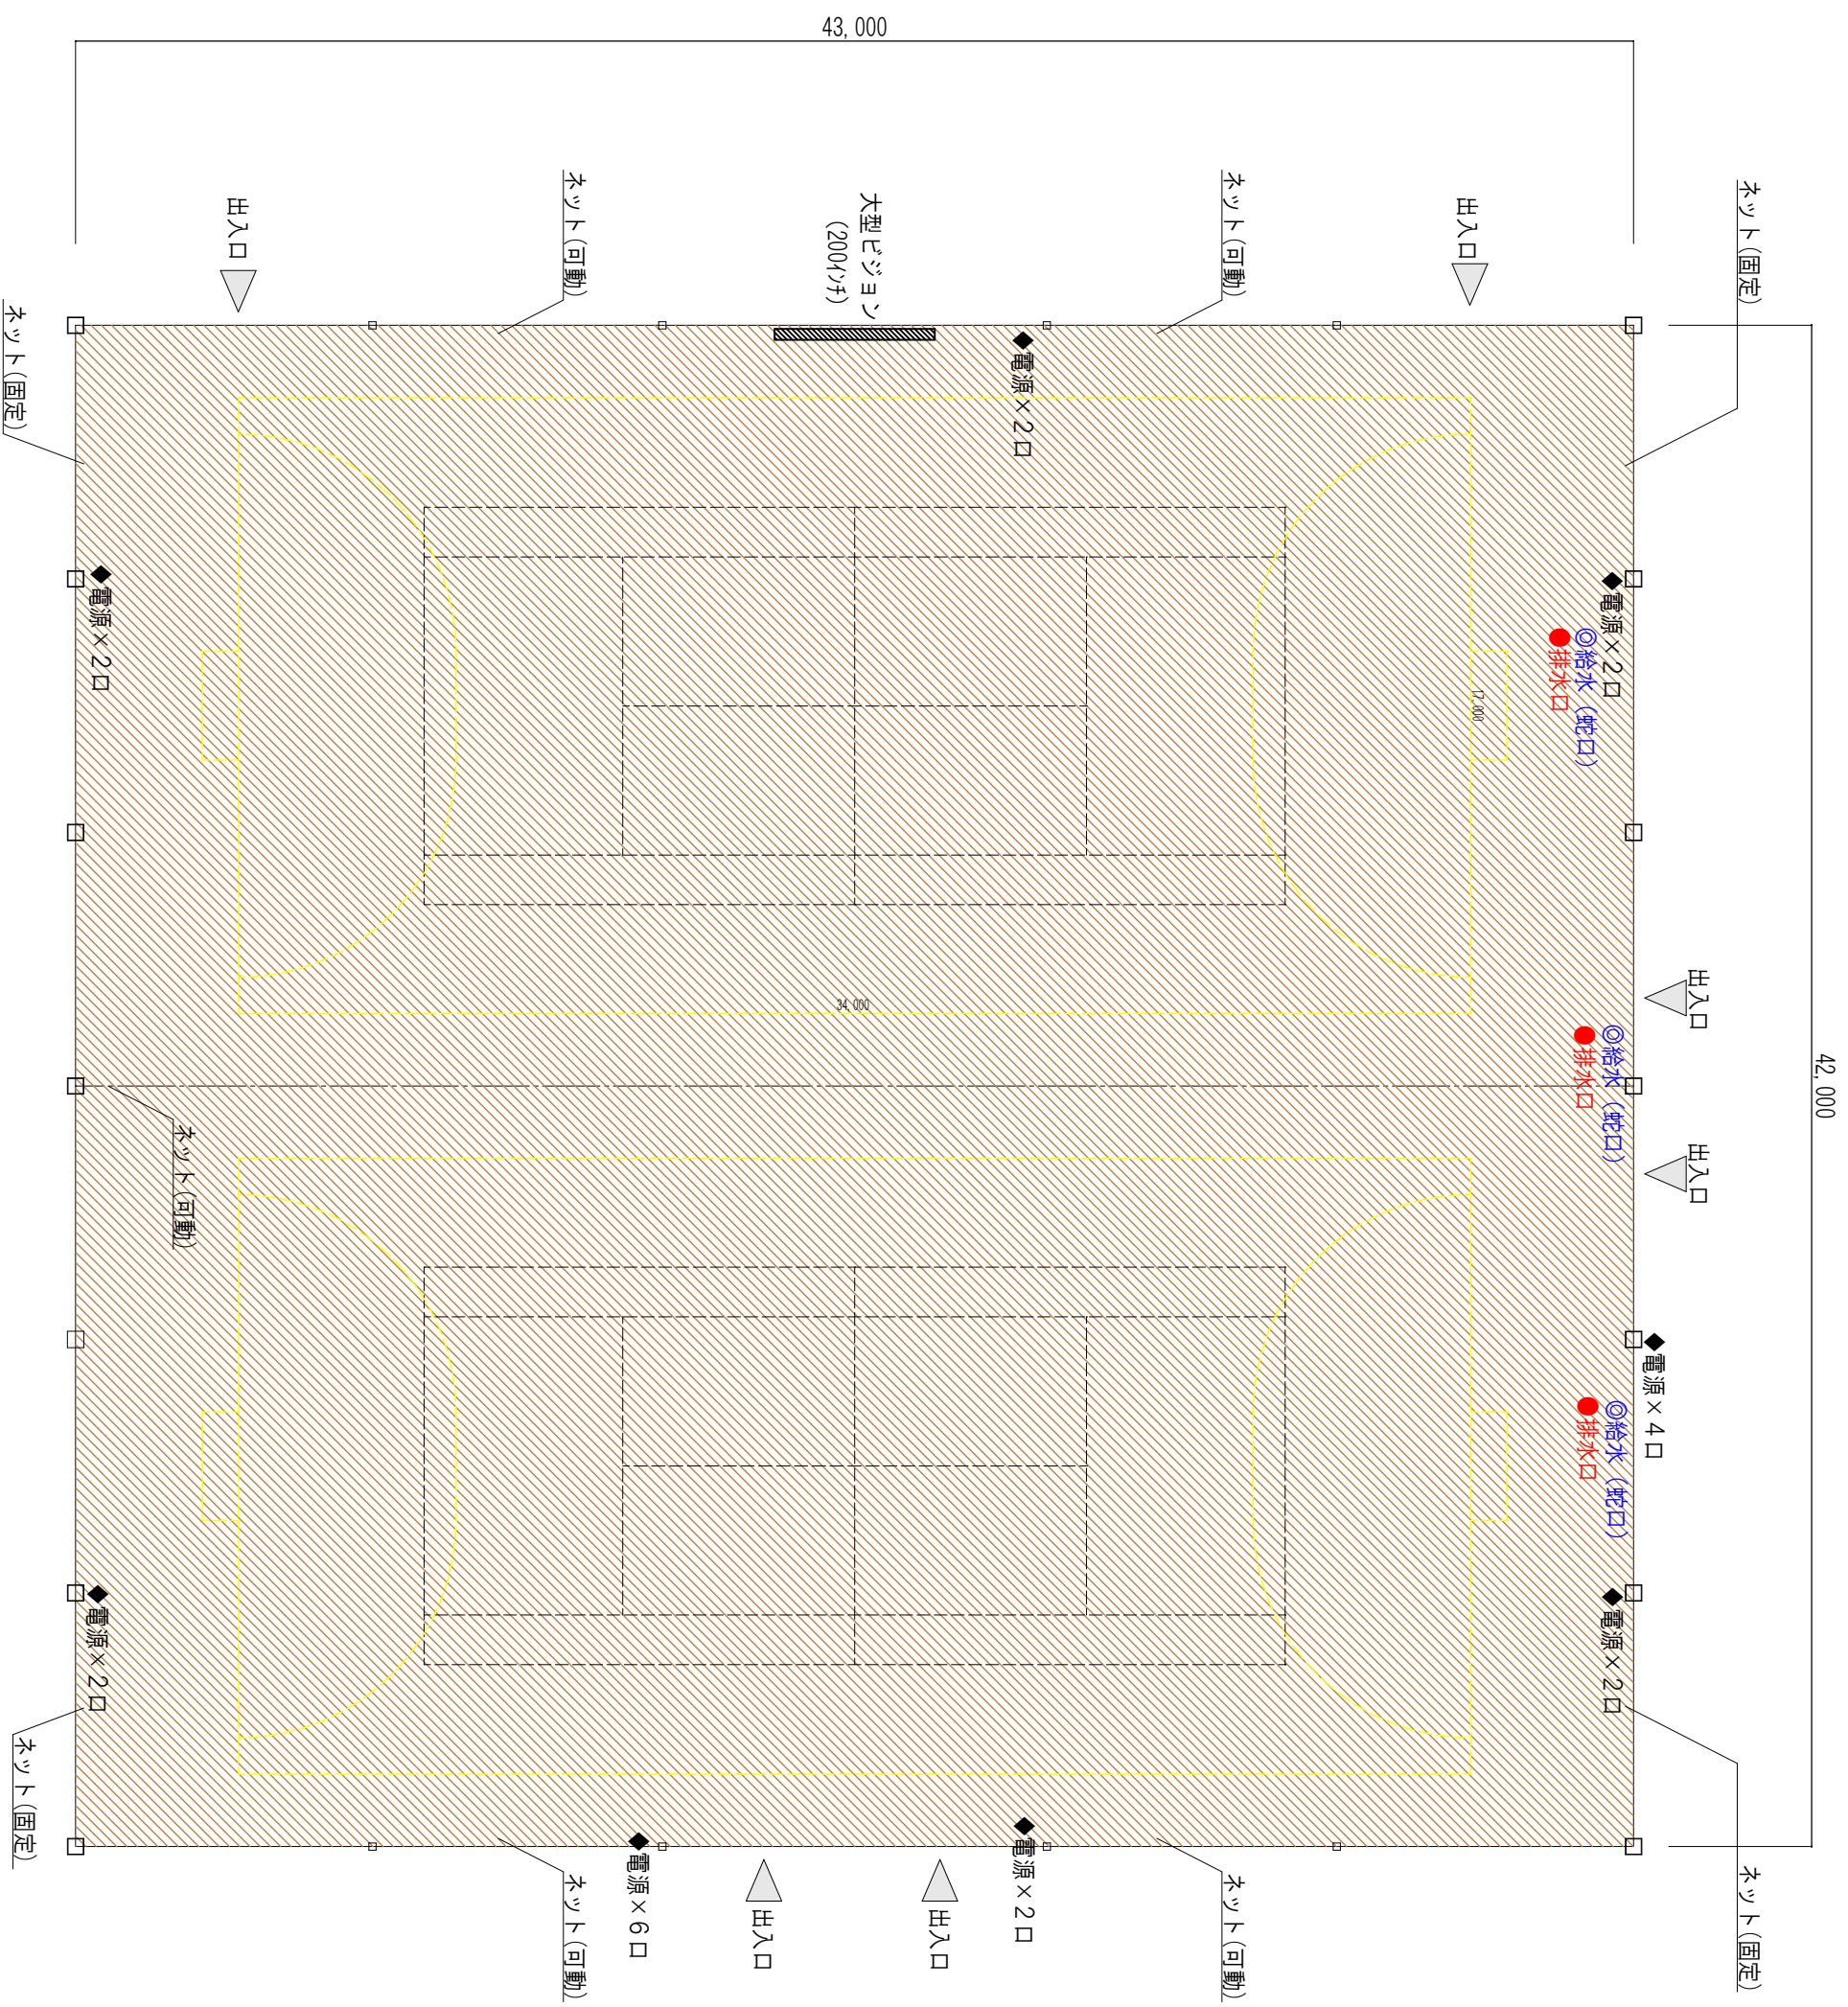 43,000
ネット(固定)
出入口
ネット(可動)
大型ビジョン
(200ｲﾝﾁ)
ネット(可動)
出入口
ネット(固定)
◆電源×2口
◆電源×2口
◎給水（蛇口）
●排水口
17,000
◆電源×2口
34,000
出入口
◎給水（蛇口）
●排水口
42,000
出入口
ネット(可動)
◆電源×4口
◎給水（蛇口）
●排水口
◆電源×2口
◆電源×2口
ネット(固定)
ネット(可動)
出入口
◆電源×2口
出入口
◆電源×6口
ネット(可動)
ネット(固定)